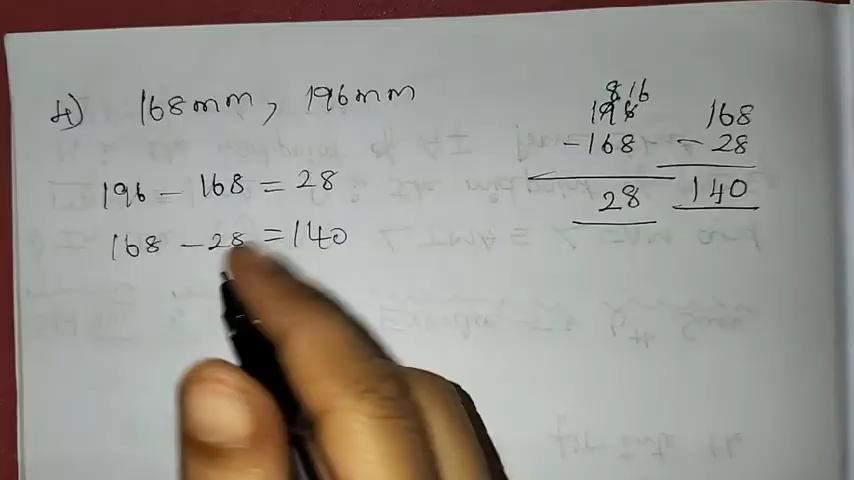 4) 168mm, 196mm
196 - 168 = 28
168 - 28 = 140
8 16
196 168
-168 - 28
28 140